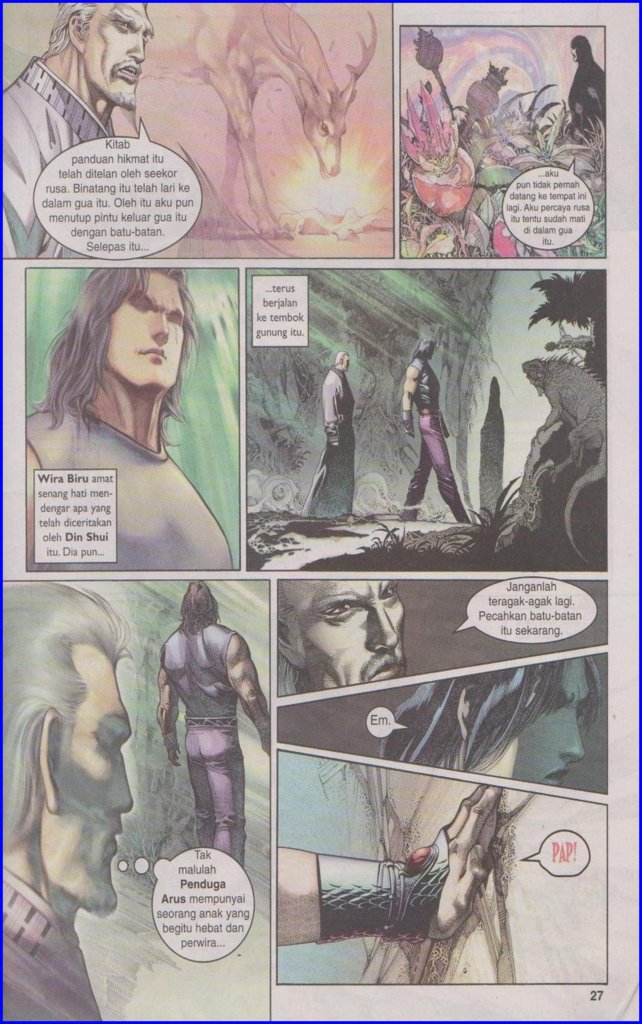 Kitab
panduan hikmat itu
telah ditelan oleh seekor
rusa. Binatang itu telah lari ke
dalam gua itu. Oleh itu aku pun
menutup pintu keluar gua itu
dengan batu-batan.
Selepas itu...
...aku
pun tidak pernah
datang ke tempat ini
lagi. Aku percaya rusa
itu tentu sudah mati
di dalam gua
itu.
Wira Biru amat
senang hati men-
dengar apa yang
telah diceritakan
oleh Din Shui
itu. Dia pun...
...terus
berjalan
ke tembok
gunung itu.
Tak
malulah
Penduga
Arus mempunyai
seorang anak yang
begitu hebat dan
perwira...
Janganlah
teragak-agak lagi.
Pecahkan batu-batan
itu sekarang.
Em.
PAP!
27